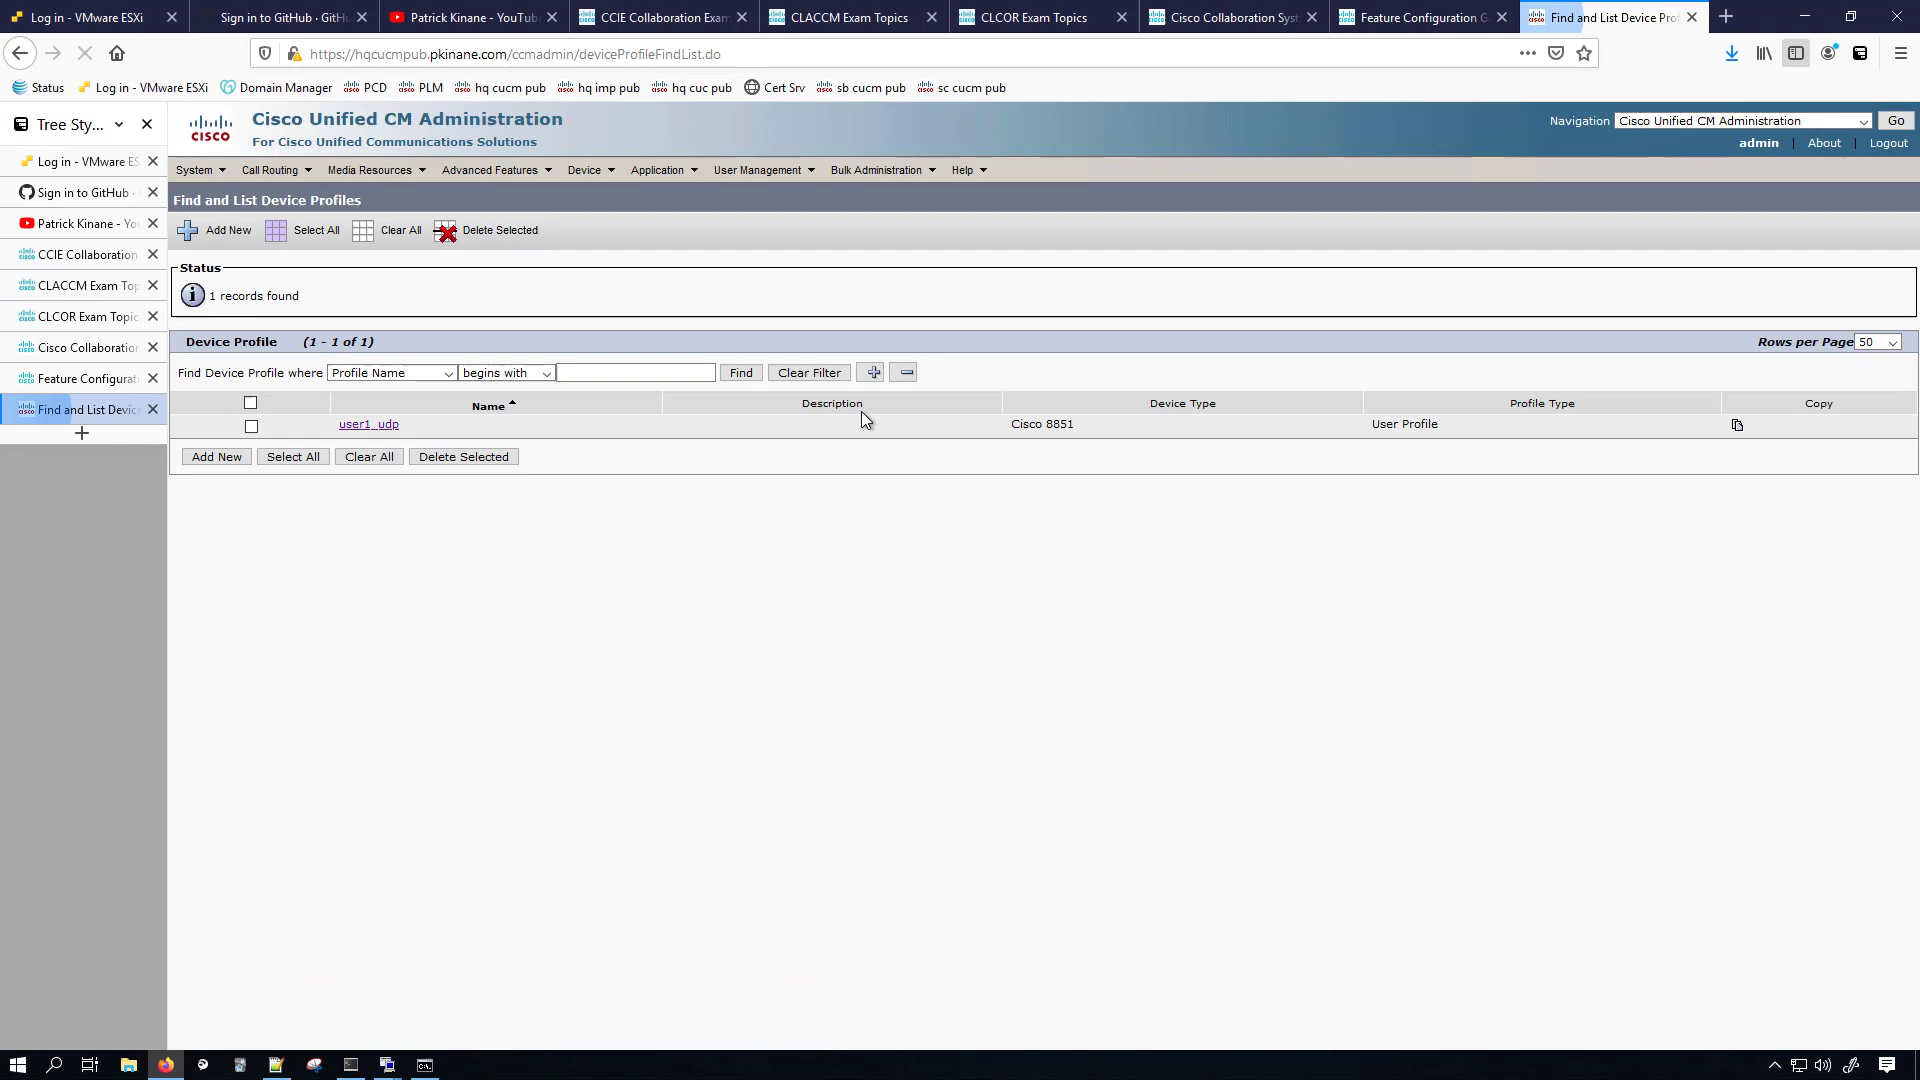 Log in - VMware ESXi
Sign in to GitHub · GitHu
Patrick Kinane - YouTub
CCIE Collaboration Exam
CLACCM Exam Topics
CLCOR Exam Topics
Cisco Collaboration Syst
Feature Configuration G
Find and List Device Prof
https://hqcucmpub.pkinane.com/ccmadmin/deviceProfileFindList.do
Status
Log in - VMware ESXi
Domain Manager
PCD
PLM
hq cucm pub
hq imp pub
hq cuc pub
Cert Srv
sb cucm pub
sc cucm pub
Tree Sty...
Log in - VMware ES
Sign in to GitHub ·
Patrick Kinane - Yo
CCIE Collaboration
CLACCM Exam Top
CLCOR Exam Topic
Cisco Collaboration
Feature Configurat
Find and List Devic
CISCO
Cisco Unified CM Administration
For Cisco Unified Communications Solutions
Navigation Cisco Unified CM Administration Go
admin | About | Logout
System Call Routing Media Resources Advanced Features Device Application User Management Bulk Administration Help
Find and List Device Profiles
Add New Select All Clear All Delete Selected
Status
1 records found
Device Profile (1 - 1 of 1) Rows per Page 50
Find Device Profile where Profile Name begins with Find Clear Filter
Name Description Device Type Profile Type Copy
user1_udp Cisco 8851 User Profile
Add New Select All Clear All Delete Selected